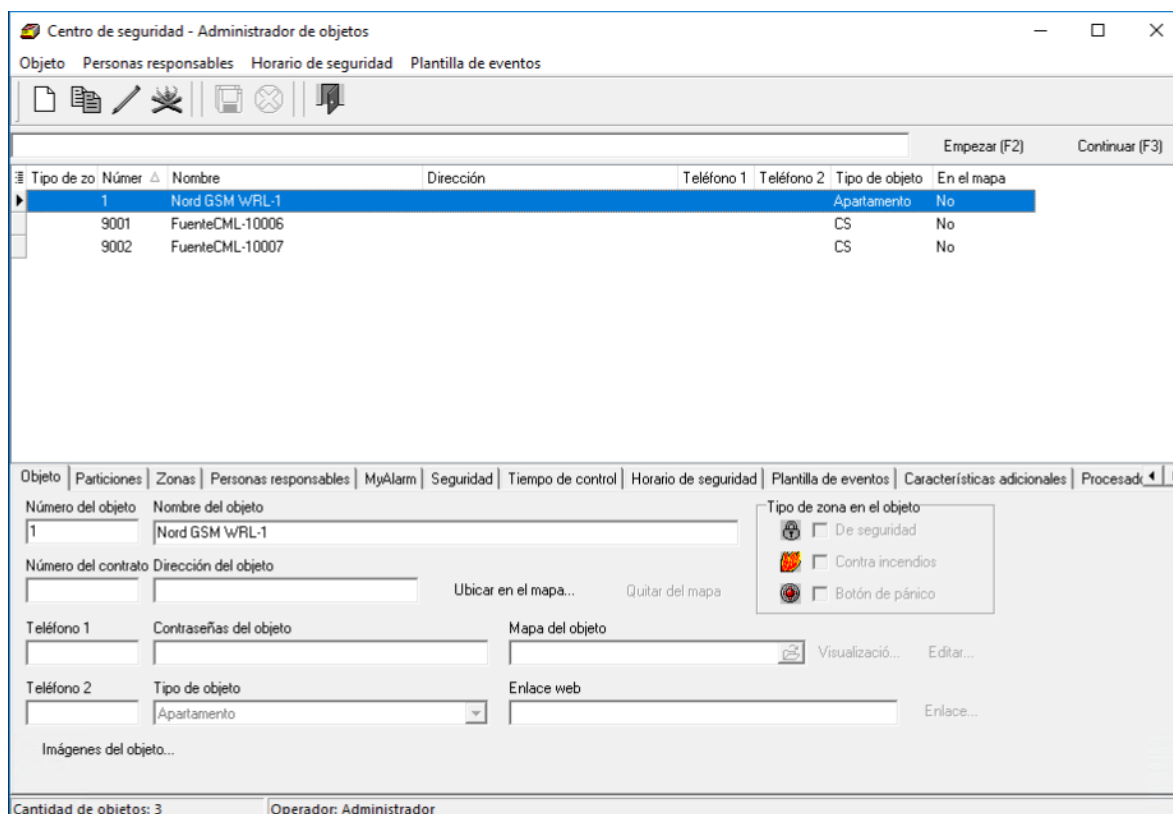 Centro de seguridad - Administrador de objetos
Objeto Personas responsables Horario de seguridad Plantilla de eventos
Empezar (F2) Continuar (F3)
Tipo de zo Númer Nombre Dirección Teléfono 1 Teléfono 2 Tipo de objeto En el mapa
1 Nord GSM WRL-1 Apartamento No
9001 FuenteCML-10006 CS No
9002 FuenteCML-10007 CS No
Objeto Particiones Zonas Personas responsables MyAlarm Seguridad Tiempo de control Horario de seguridad Plantilla de eventos Características adicionales Procesado
Número del objeto Nombre del objeto Tipo de zona en el objeto
1 Nord GSM WRL-1 De seguridad
Número del contrato Dirección del objeto Contra incendios
Ubicar en el mapa... Quitar del mapa Botón de pánico
Teléfono 1 Contraseñas del objeto Mapa del objeto
Visualizació... Editar...
Teléfono 2 Tipo de objeto Enlace web
Apartamento Enlace...
Imágenes del objeto...
Cantidad de objetos: 3 Operador: Administrador